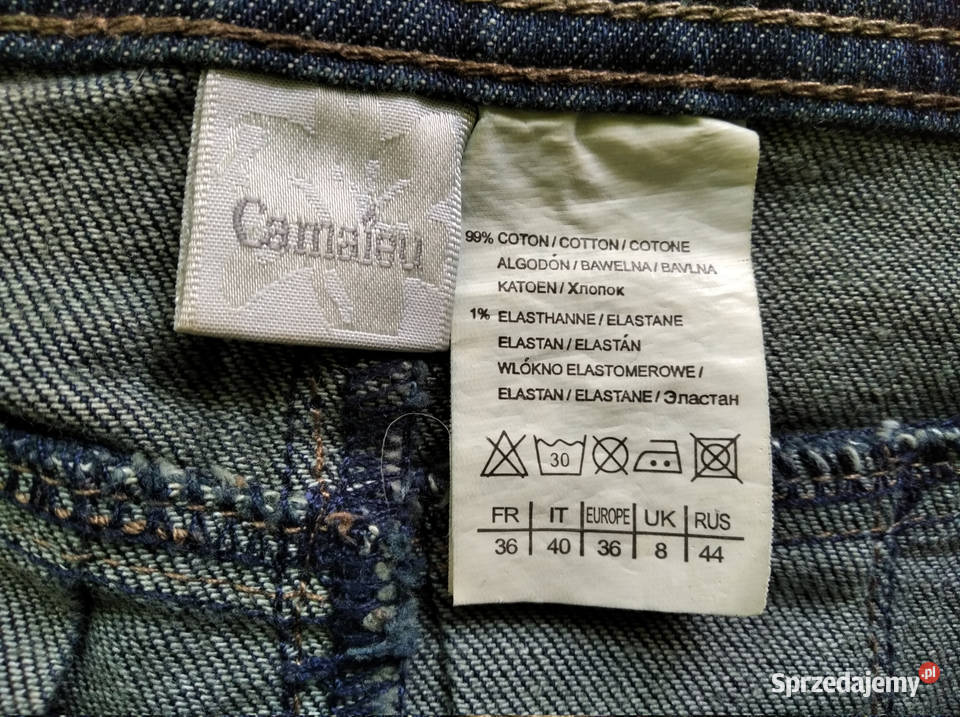 Camaïeu
99% COTON / COTTON / COTONE
ALGODÓN / BAWELNA / BAVLNA
KATOEN / Хлопок
1% ELASTHANNE / ELASTANE
ELASTAN / ELASTÁN
WLÓKNO ELASTOMEROWE /
ELASTAN / ELASTANE / Эластан
30
FR IT EUROPE UK RUS
36 40 36 8 44
Sprzedajemy.pl